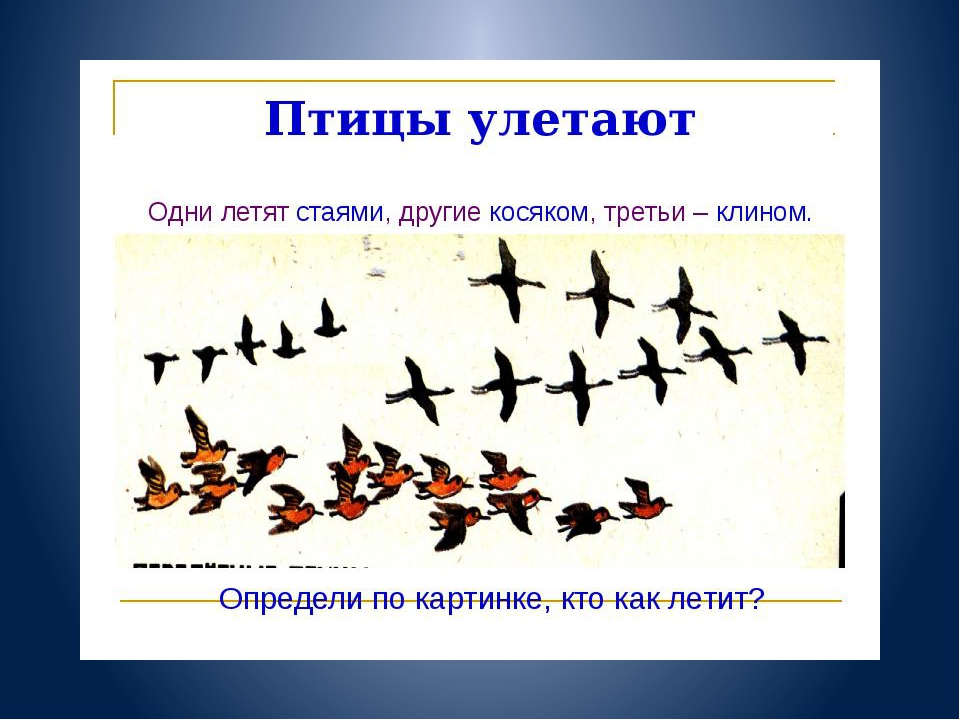 Птицы улетают
Одни летят стаями, другие косяком, третьи – клином.
Определи по картинке, кто как летит?